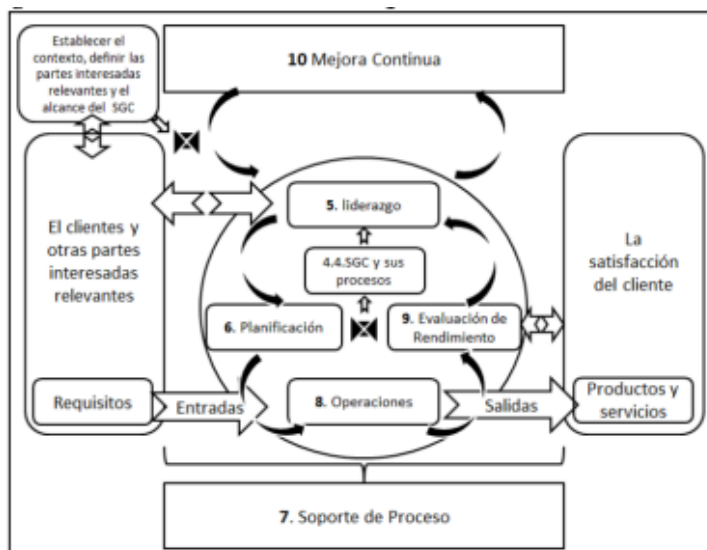 Establecer el
contexto, definir las
partes interesadas
relevantes y el
alcance del SGC
10 Mejora Continua
El clientes y
otras partes
interesadas
relevantes
5. liderazgo
4.4.SGC y sus
procesos
6. Planificación
9. Evaluación de
Rendimiento
La
satisfacción
del cliente
Requisitos
Entradas
8. Operaciones
Salidas
Productos y
servicios
7. Soporte de Proceso